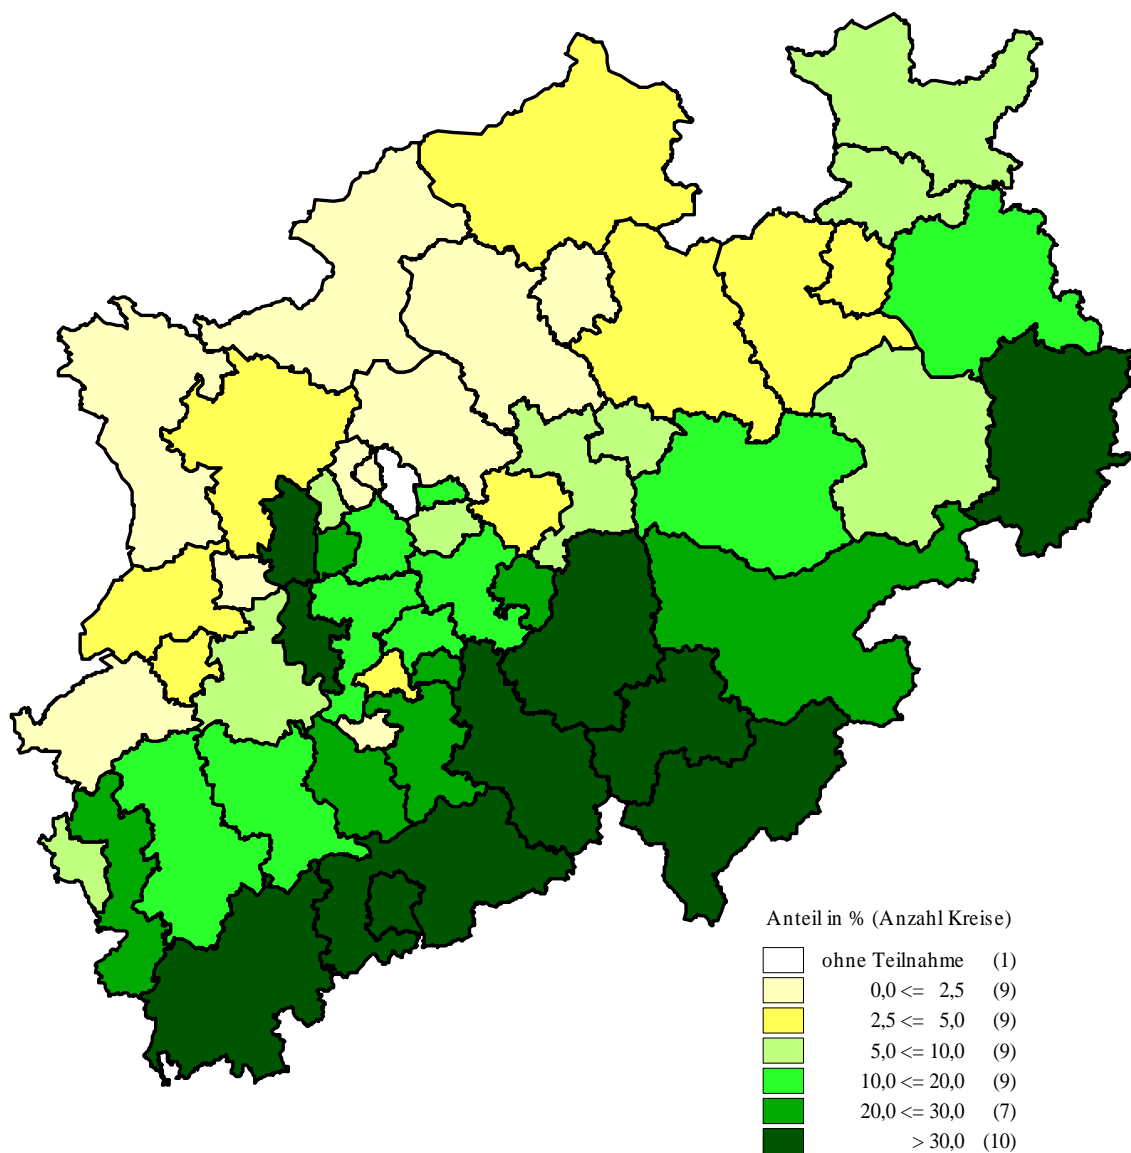 Anteil in % (Anzahl Kreise)
ohne Teilnahme (1)
0,0 <= 2,5 (9)
2,5 <= 5,0 (9)
5,0 <= 10,0 (9)
10,0 <= 20,0 (9)
20,0 <= 30,0 (7)
> 30,0 (10)